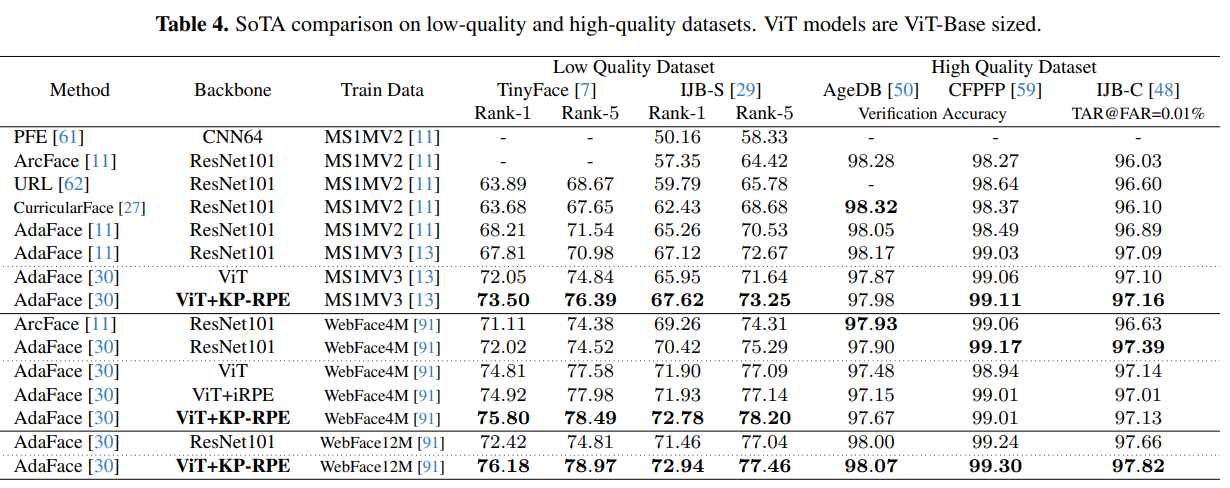 Table 4. SoTA comparison on low-quality and high-quality datasets. ViT models are ViT-Base sized.
Low Quality Dataset High Quality Dataset
Method Backbone Train Data TinyFace [7] IJB-S [29] AgeDB [50] CFPFP [59] IJB-C [48]
Rank-1 Rank-5 Rank-1 Rank-5 Verification Accuracy TAR@FAR=0.01%
PFE [61] CNN64 MS1MV2 [11] - - 50.16 58.33 - - -
ArcFace [11] ResNet101 MS1MV2 [11] - - 57.35 64.42 98.28 98.27 96.03
URL [62] ResNet101 MS1MV2 [11] 63.89 68.67 59.79 65.78 - 98.64 96.60
CurricularFace [27] ResNet101 MS1MV2 [11] 63.68 67.65 62.43 68.68 98.32 98.37 96.10
AdaFace [11] ResNet101 MS1MV2 [11] 68.21 71.54 65.26 70.53 98.05 98.49 96.89
AdaFace [11] ResNet101 MS1MV3 [13] 67.81 70.98 67.12 72.67 98.17 99.03 97.09
AdaFace [30] ViT MS1MV3 [13] 72.05 74.84 65.95 71.64 97.87 99.06 97.10
AdaFace [30] ViT+KP-RPE MS1MV3 [13] 73.50 76.39 67.62 73.25 97.98 99.11 97.16
ArcFace [11] ResNet101 WebFace4M [91] 71.11 74.38 69.26 74.31 97.93 99.06 96.63
AdaFace [30] ResNet101 WebFace4M [91] 72.02 74.52 70.42 75.29 97.90 99.17 97.39
AdaFace [30] ViT WebFace4M [91] 74.81 77.58 71.90 77.09 97.48 98.94 97.14
AdaFace [30] ViT+iRPE WebFace4M [91] 74.92 77.98 71.93 77.14 97.15 99.01 97.01
AdaFace [30] ViT+KP-RPE WebFace4M [91] 75.80 78.49 72.78 78.20 97.67 99.01 97.13
AdaFace [30] ResNet101 WebFace12M [91] 72.42 74.81 71.46 77.04 98.00 99.24 97.66
AdaFace [30] ViT+KP-RPE WebFace12M [91] 76.18 78.97 72.94 77.46 98.07 99.30 97.82